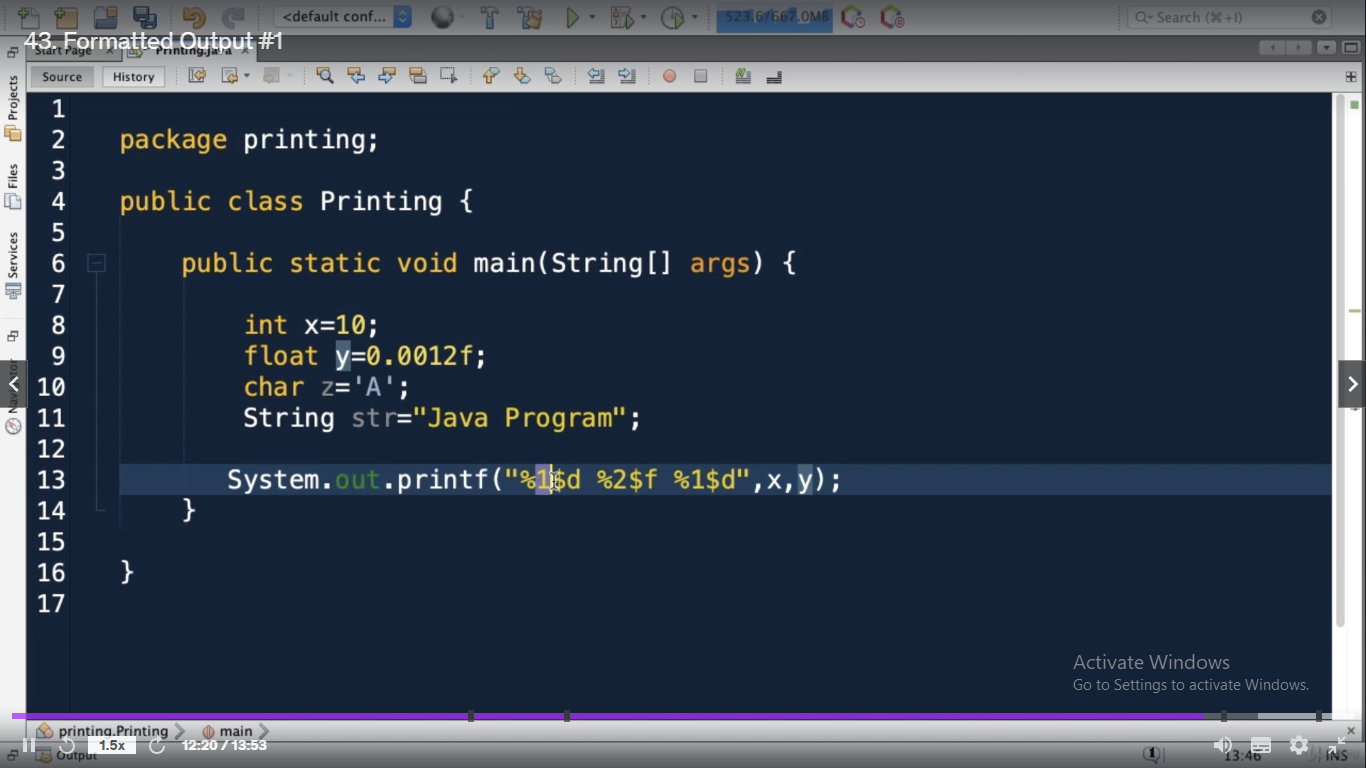 <default conf...
523.6/667.0MB
Search (⌘+I)
43. Formatted Output #1
Start Page
Printing.java
Source
History
Projects
Files
Services
Navigator
1
2 package printing;
3
4 public class Printing {
5
6 public static void main(String[] args) {
7
8 int x=10;
9 float y=0.0012f;
10 char z='A';
11 String str="Java Program";
12
13 System.out.printf("%1$d %2$f %1$d",x,y);
14 }
15
16 }
17
Activate Windows
Go to Settings to activate Windows.
printing.Printing
main
1.5x
12:20 / 13:53
Output
1
13:46
INS